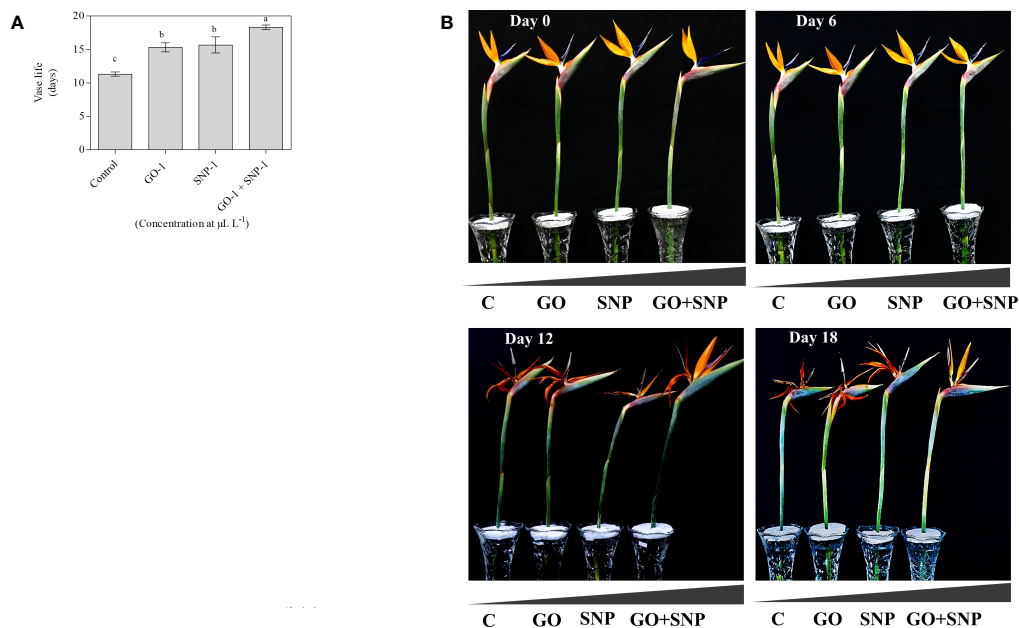 A
20
15
10
5
0
Vase life
(days)
c
b
b
a
Control
GO-1
SNP-1
GO-1 + SNP-1
(Concentration at μL L-1)
B
Day 0
C GO SNP GO+SNP
Day 6
C GO SNP GO+SNP
Day 12
C GO SNP GO+SNP
Day 18
C GO SNP GO+SNP